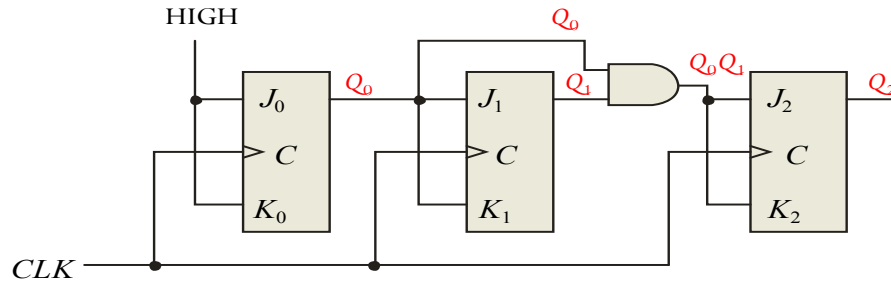 HIGH
Q₀
Q₀
Q₁
Q₀Q₁
Q₂
J₀
J₁
J₂
C
C
C
K₀
K₁
K₂
CLK